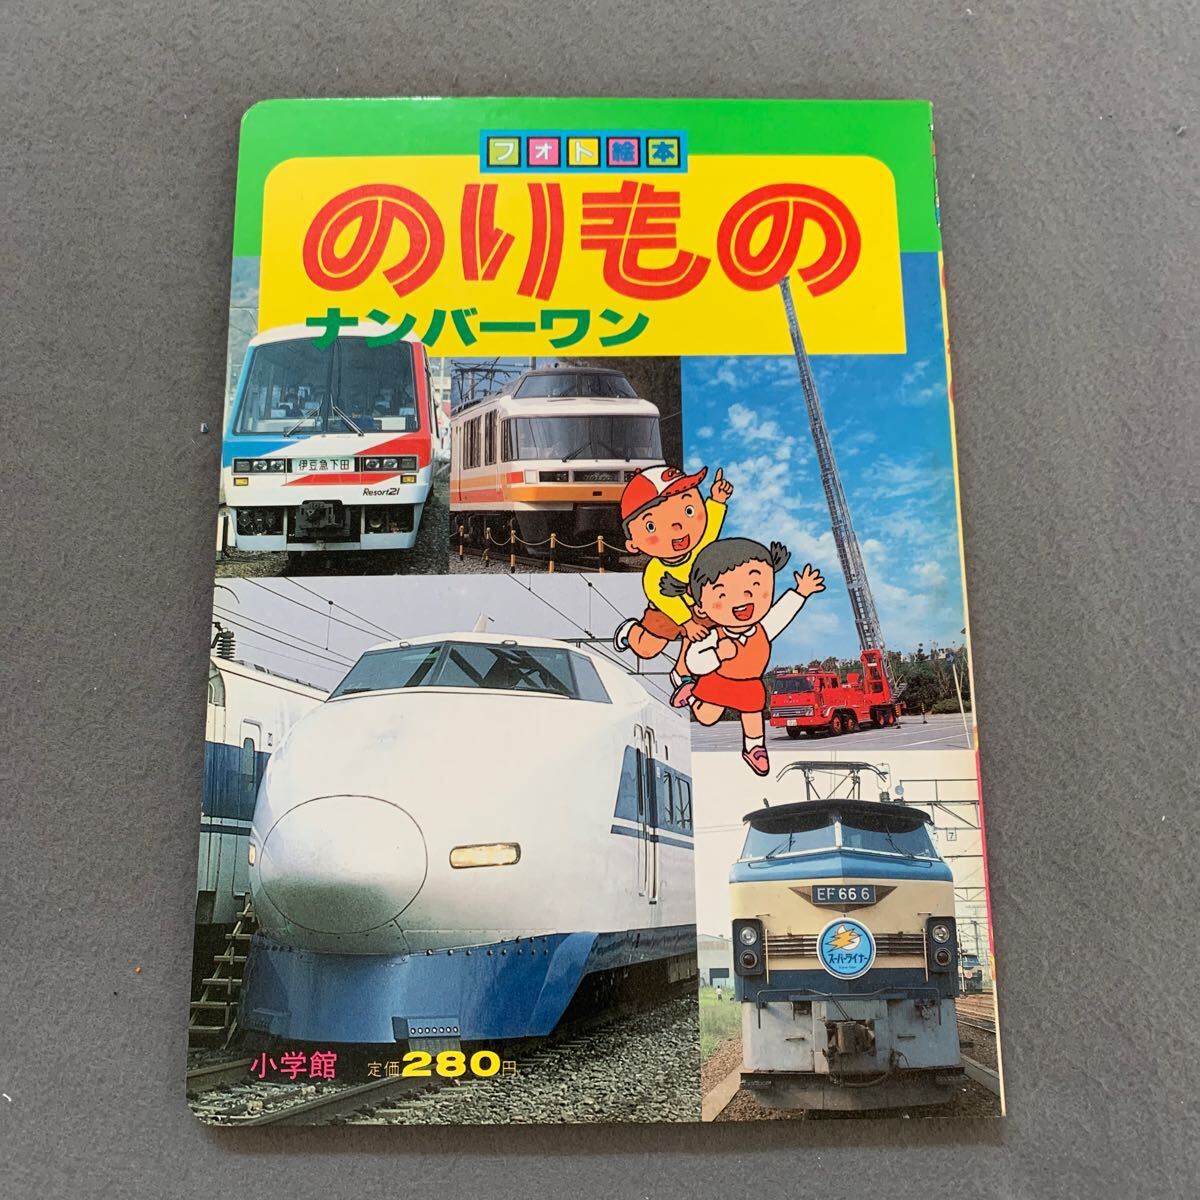 フォト絵本
のりもの
ナンバーワン
伊豆急下田
Resort21
EF66 6
スーパーライナー
小学館
定価280円